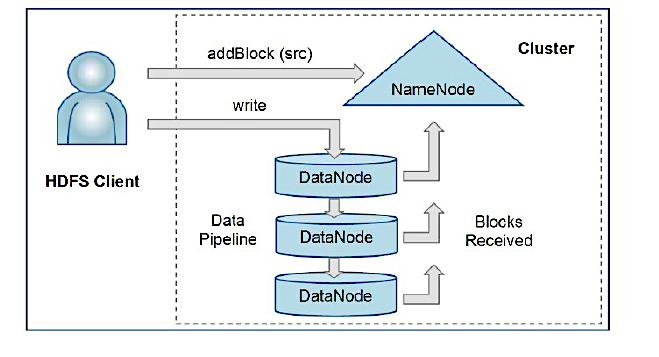 addBlock (src)
Cluster
NameNode
write
HDFS Client
DataNode
Data
Pipeline
DataNode
Blocks
Received
DataNode